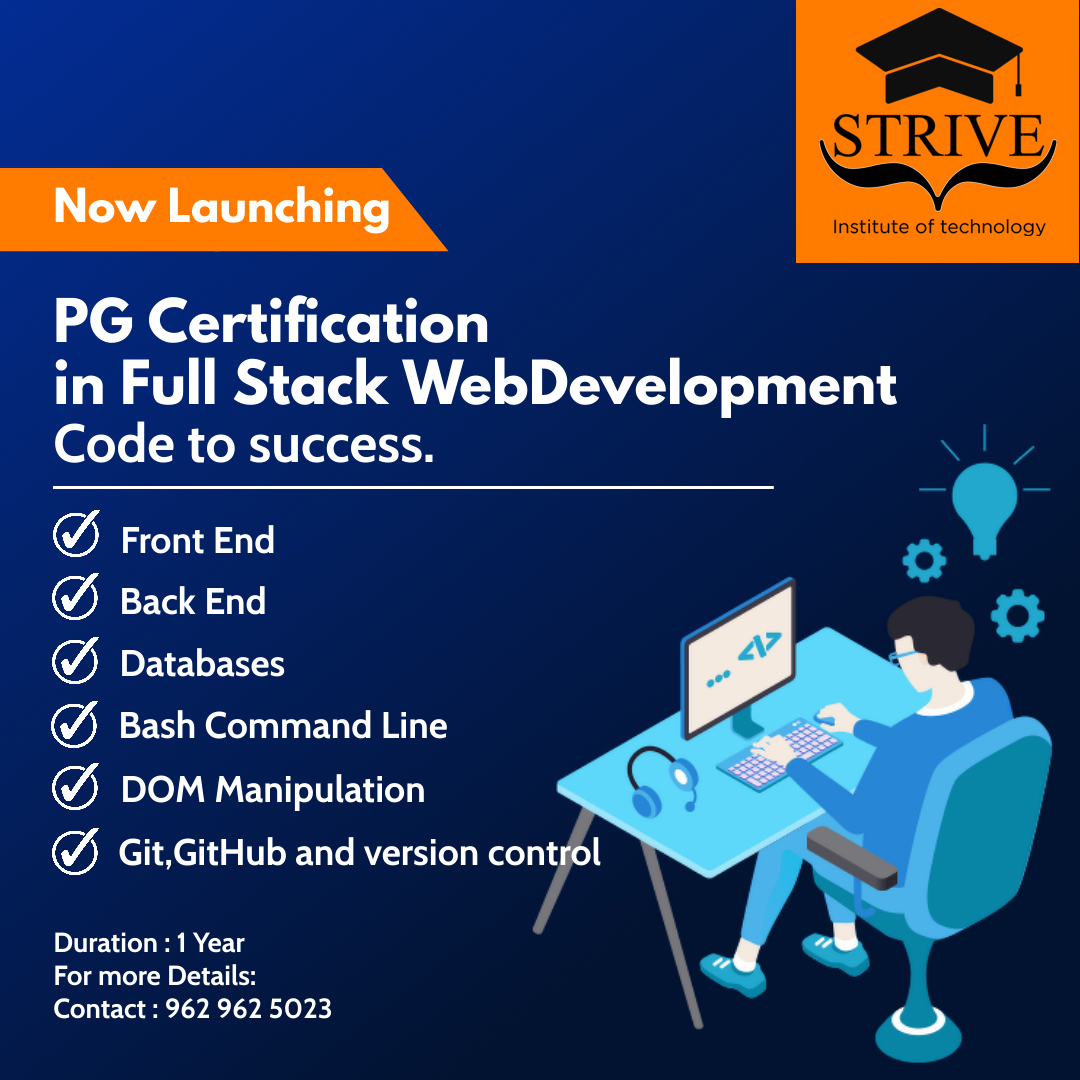 STRIVE
Institute of technology
Now Launching
PG Certification
in Full Stack WebDevelopment
Code to success.
Front End
Back End
Databases
Bash Command Line
DOM Manipulation
Git,GitHub and version control
Duration : 1 Year
For more Details:
Contact : 962 962 5023